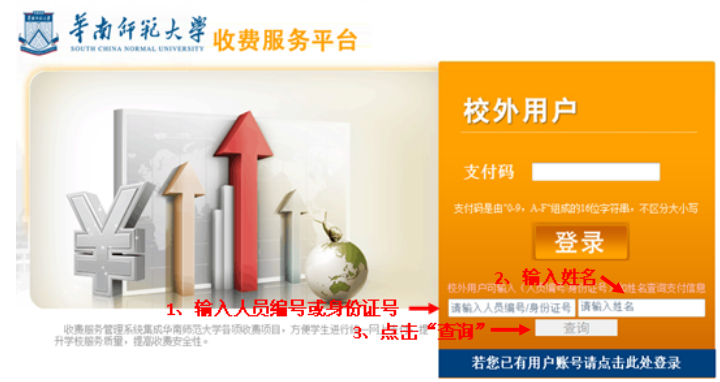 華南師範大學
SOUTH CHINA NORMAL UNIVERSITY
收费服务平台
校外用户
支付码
支付码是由"0-9，A-F"组成的16位字符串，不区分大小写
登录
2、输入姓名
校外用户可输入（人员编号 身份证号）和姓名查询支付信息
1、输入人员编号或身份证号
请输入人员编号/身份证号
请输入姓名
3、点击“查询”
查询
收费服务管理系统集成华南师范大学各项收费项目，方便学生进行统一网上
升学校服务质量，提高收费安全性。
若您已有用户账号请点击此处登录